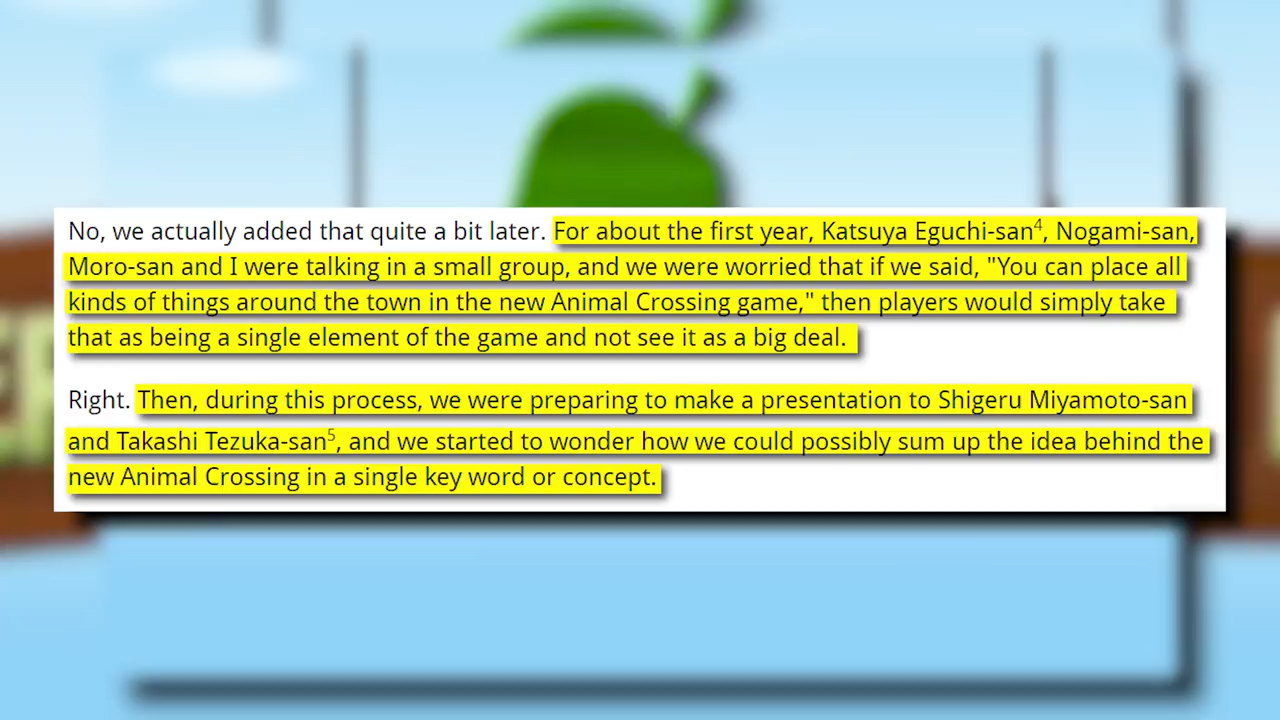 No, we actually added that quite a bit later. For about the first year, Katsuya Eguchi-san⁴, Nogami-san,
Moro-san and I were talking in a small group, and we were worried that if we said, "You can place all
kinds of things around the town in the new Animal Crossing game," then players would simply take
that as being a single element of the game and not see it as a big deal.
Right. Then, during this process, we were preparing to make a presentation to Shigeru Miyamoto-san
and Takashi Tezuka-san⁵, and we started to wonder how we could possibly sum up the idea behind the
new Animal Crossing in a single key word or concept.